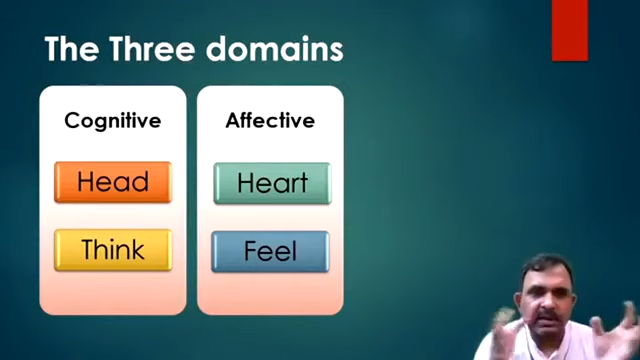 The Three domains
Cognitive
Head
Think
Affective
Heart
Feel